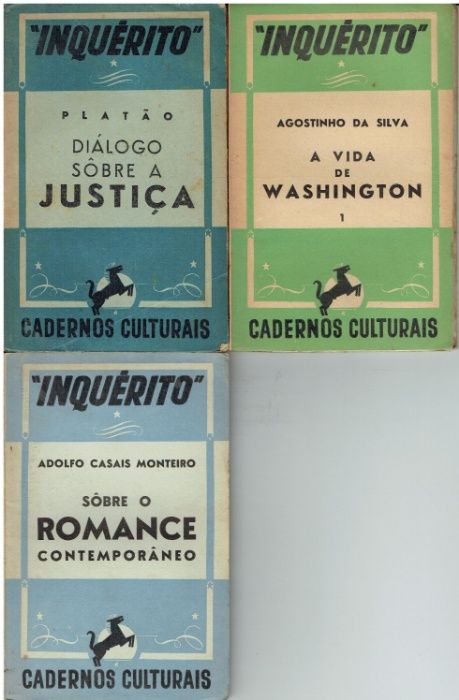 "INQUÉRITO"
PLATÃO
DIÁLOGO
SÔBRE A
JUSTIÇA
CADERNOS CULTURAIS
"INQUÉRITO"
AGOSTINHO DA SILVA
A VIDA
DE
WASHINGTON
1
CADERNOS CULTURAIS
"INQUÉRITO"
ADOLFO CASAIS MONTEIRO
SÔBRE O
ROMANCE
CONTEMPORÂNEO
CADERNOS CULTURAIS